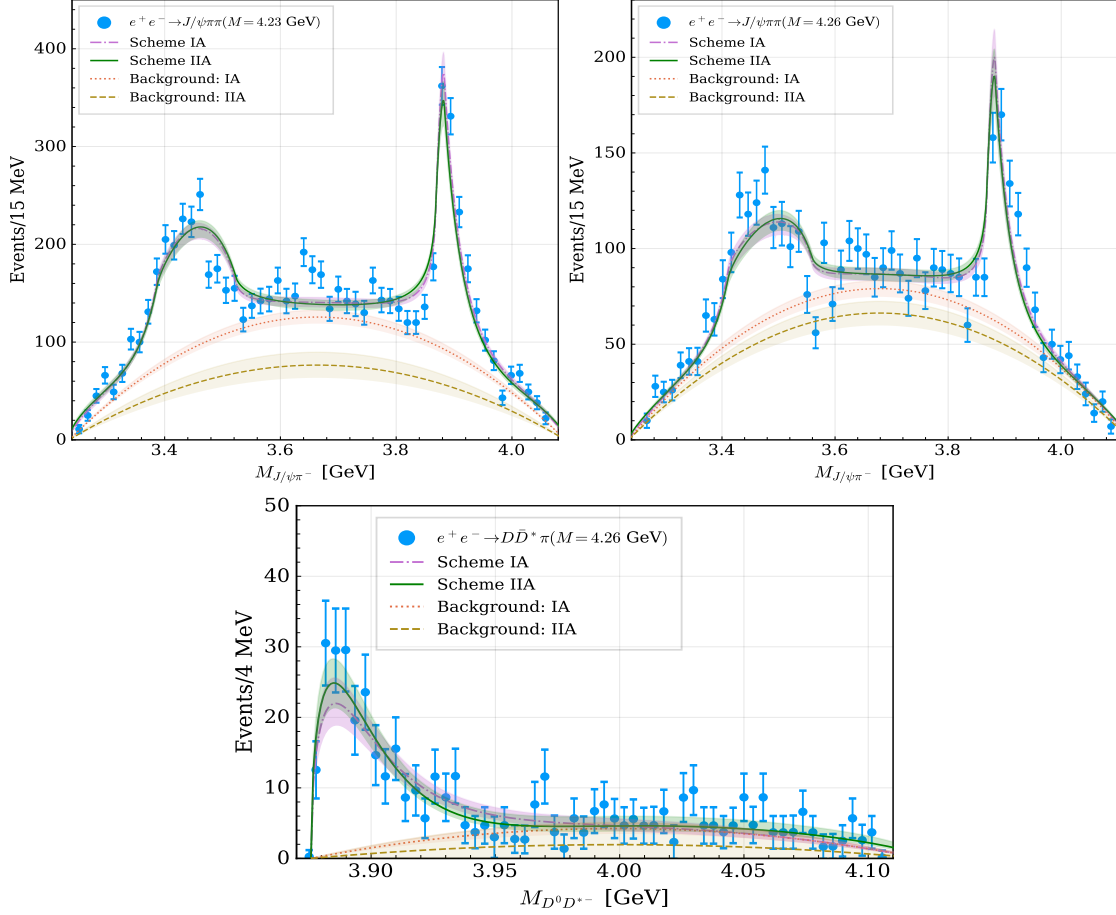 e⁺e⁻→J/ψππ(M=4.23 GeV)
Scheme IA
Scheme IIA
Background: IA
Background: IIA
Events/15 MeV
400
300
200
100
0
3.4
3.6
3.8
4.0
M_{J/ψπ⁻} [GeV]
e⁺e⁻→J/ψππ(M=4.26 GeV)
Scheme IA
Scheme IIA
Background: IA
Background: IIA
Events/15 MeV
200
150
100
50
0
3.4
3.6
3.8
4.0
M_{J/ψπ⁻} [GeV]
e⁺e⁻→DD̄*π(M=4.26 GeV)
Scheme IA
Scheme IIA
Background: IA
Background: IIA
Events/4 MeV
50
40
30
20
10
0
3.90
3.95
4.00
4.05
4.10
M_{D⁰D*⁻} [GeV]